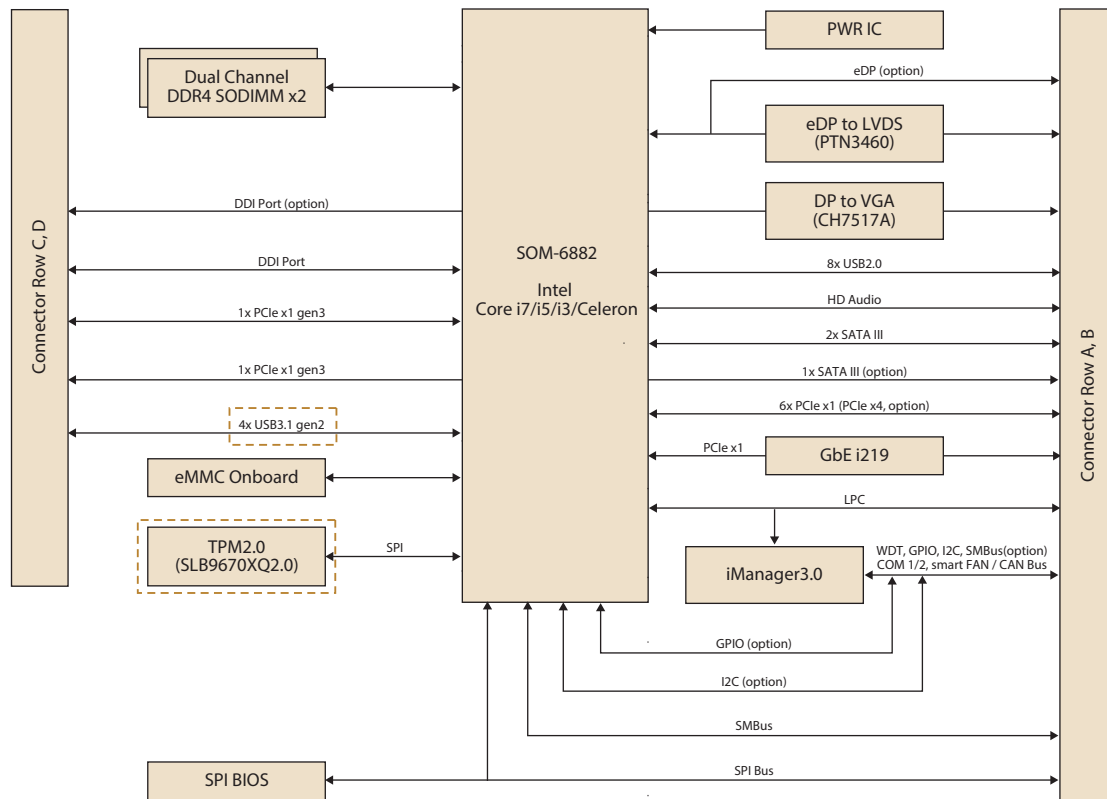 PWR IC
Dual Channel
DDR4 SODIMM x2
eDP (option)
eDP to LVDS
(PTN3460)
DP to VGA
(CH7517A)
Connector Row C, D
DDI Port (option)
DDI Port
1x PCIe x1 gen3
1x PCIe x1 gen3
4x USB3.1 gen2
eMMC Onboard
TPM2.0
(SLB9670XQ2.0)
SPI
SOM-6882
Intel
Core i7/i5/i3/Celeron
8x USB2.0
HD Audio
2x SATA III
1x SATA III (option)
6x PCIe x1 (PCIe x4, option)
PCIe x1
GbE i219
LPC
iManager3.0
WDT, GPIO, I2C, SMBus(option)
COM 1/2, smart FAN / CAN Bus
Connector Row A, B
GPIO (option)
I2C (option)
SMBus
SPI BIOS
SPI Bus